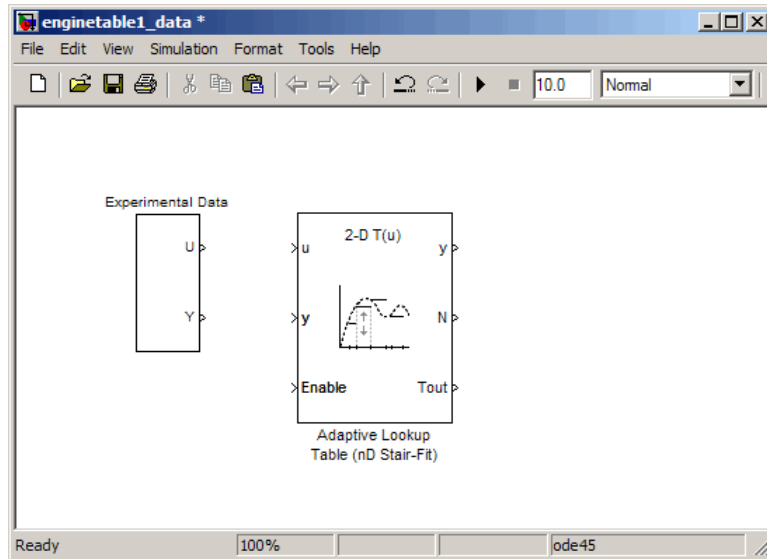 enginetable1_data *
File Edit View Simulation Format Tools Help
10.0 Normal
Experimental Data
U
Y
2-D T(u)
u
y
Enable
y
N
Tout
Adaptive Lookup
Table (nD Stair-Fit)
Ready 100% ode45